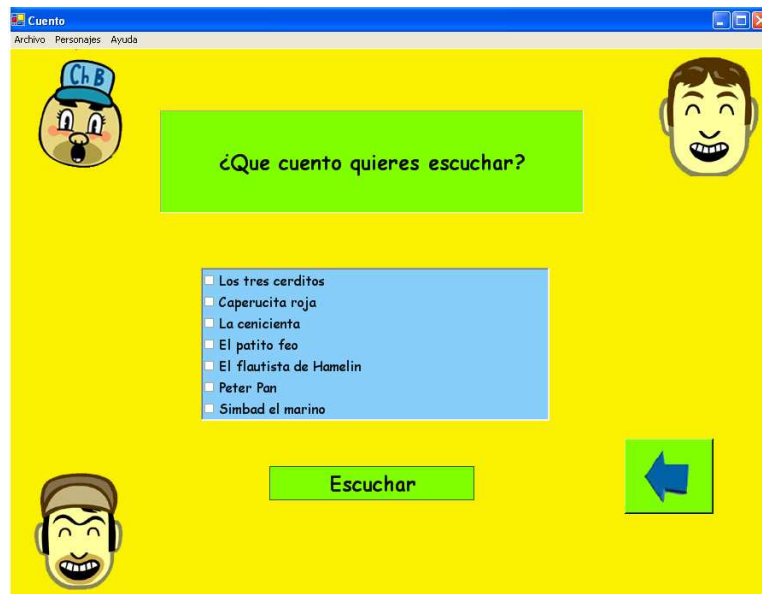 Cuento
Archivo Personajes Ayuda
Ch B
¿Que cuento quieres escuchar?
Los tres cerditos
Caperucita roja
La cenicienta
El patito feo
El flautista de Hamelin
Peter Pan
Simbad el marino
Escuchar